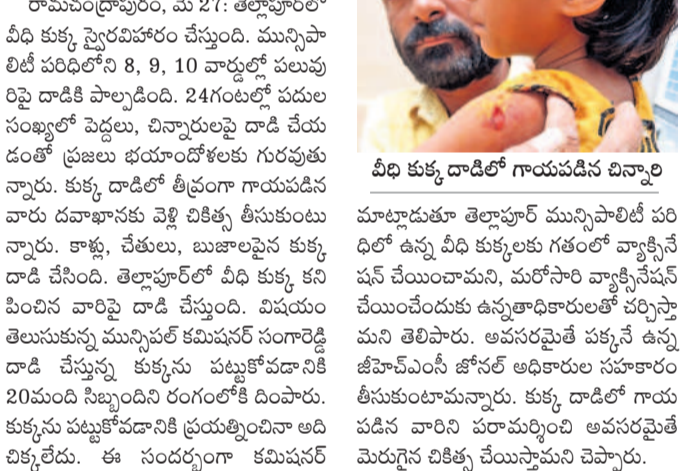 రామచంద్రాపురం, మే 27: తెల్లాపూర్‌లో
వీధి కుక్క స్వైరవిహారం చేస్తుంది. మున్సిపా
లిటీ పరిధిలోని 8, 9, 10 వార్డుల్లో పలువు
రిపై దాడికి పాల్పడింది. 24గంటల్లో పదుల
సంఖ్యలో పెద్దలు, చిన్నారులపై దాడి చేయ
డంతో ప్రజలు భయాందోళలకు గురవుతు
న్నారు. కుక్క దాడిలో తీవ్రంగా గాయపడిన
వారు దవాఖానకు వెళ్లి చికిత్స తీసుకుంటు
న్నారు. కాళ్లు, చేతులు, బుజాలపైన కుక్క
దాడి చేసింది. తెల్లాపూర్‌లో వీధి కుక్క కని
పించిన వారిపై దాడి చేస్తుంది. విషయం
తెలుసుకున్న మున్సిపల్ కమిషనర్ సంగారెడ్డి
దాడి చేస్తున్న కుక్కను పట్టుకోవడానికి
20మంది సిబ్బందిని రంగంలోకి దింపారు.
కుక్కను పట్టుకోవడానికి ప్రయత్నించినా అది
చిక్కలేదు. ఈ సందర్భంగా కమిషనర్
వీధి కుక్క దాడిలో గాయపడిన చిన్నారి
మాట్లాడుతూ తెల్లాపూర్ మున్సిపాలిటీ పరి
ధిలో ఉన్న వీధి కుక్కలకు గతంలో వ్యాక్సినే
షన్ చేయించామని, మరోసారి వ్యాక్సినేషన్
చేయించేందుకు ఉన్నతాధికారులతో చర్చిస్తా
మని తెలిపారు. అవసరమైతే పక్కనే ఉన్న
జీహెచ్ఎంసీ జోనల్ అధికారుల సహకారం
తీసుకుంటామన్నారు. కుక్క దాడిలో గాయ
పడిన వారిని పరామర్శించి అవసరమైతే
మెరుగైన చికిత్స చేయిస్తామని చెప్పారు.